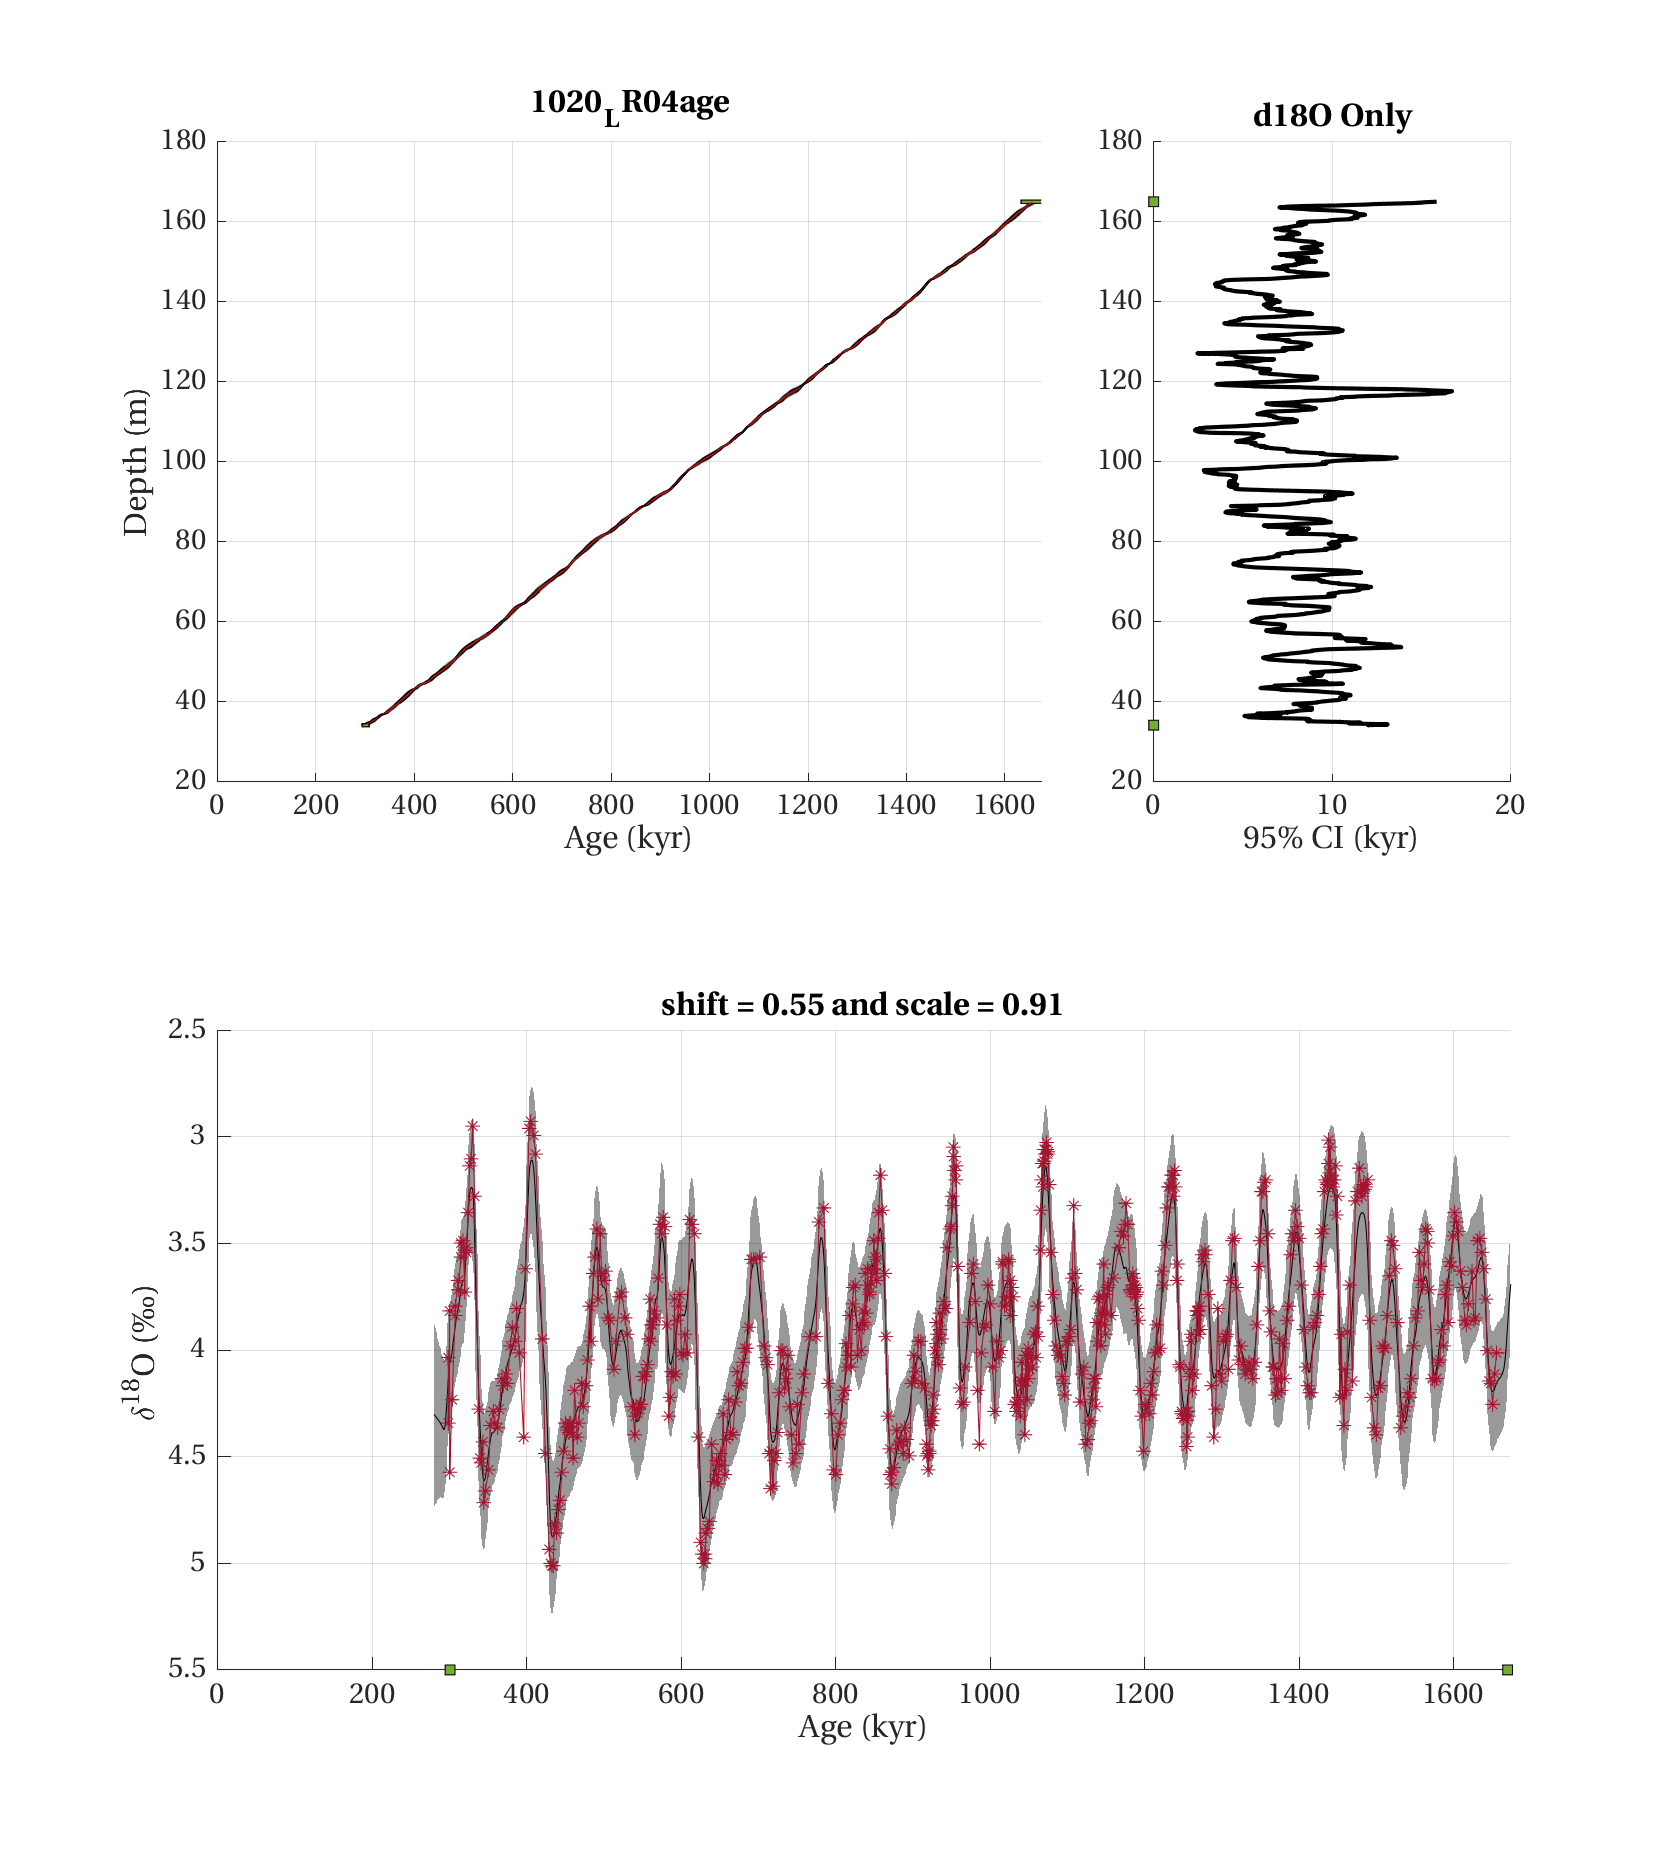 1020_L R04age
d18O Only
180
160
140
120
100
80
60
40
20
Depth (m)
0 200 400 600 800 1000 1200 1400 1600
Age (kyr)
180
160
140
120
100
80
60
40
20
0 10 20
95% CI (kyr)
shift = 0.55 and scale = 0.91
2.5
3
3.5
4
4.5
5
5.5
δ¹⁸O (‰)
0 200 400 600 800 1000 1200 1400 1600
Age (kyr)